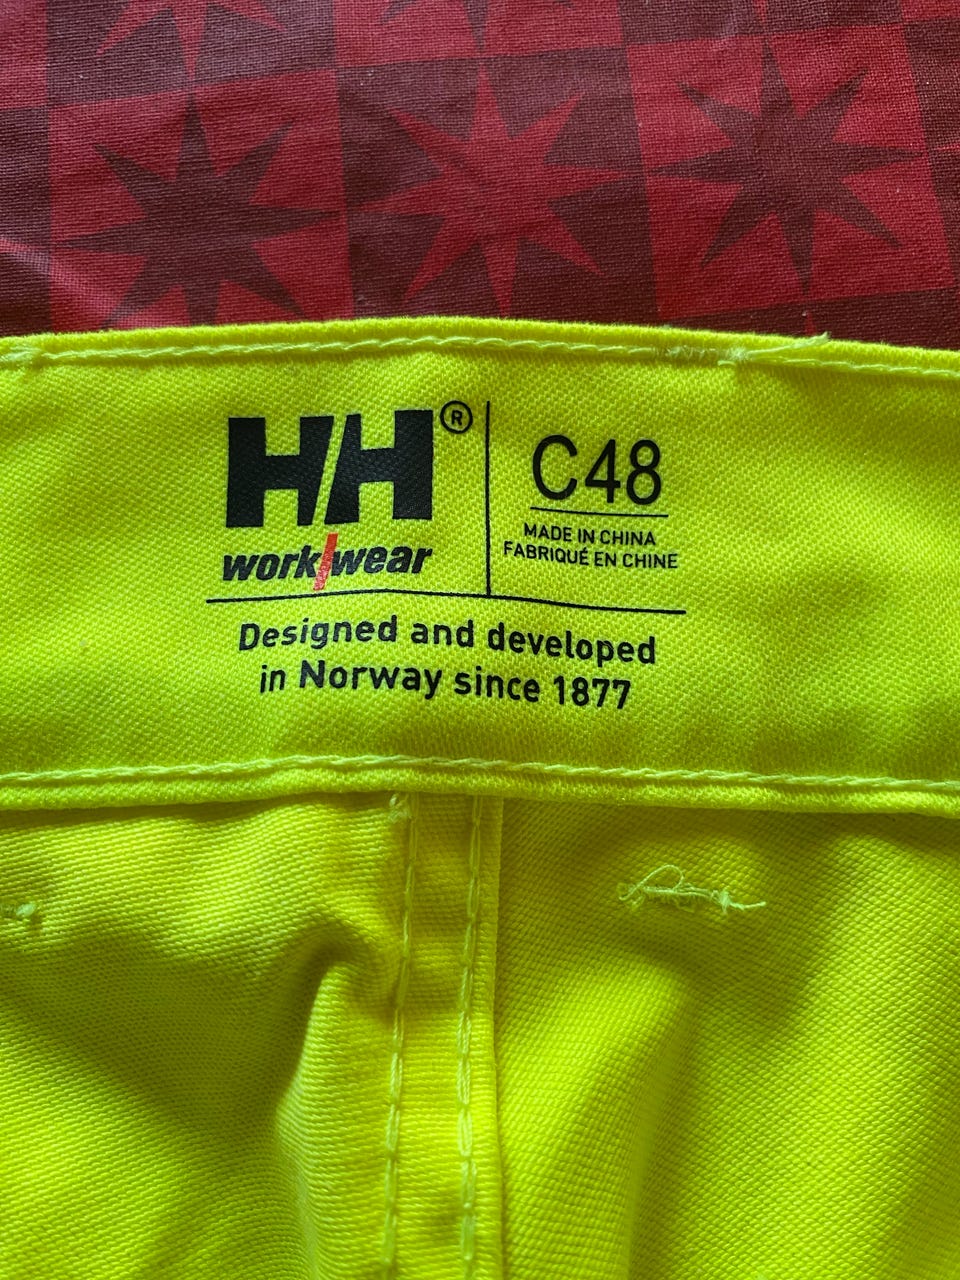 HH®
work/wear
C48
MADE IN CHINA
FABRIQUÉ EN CHINE
Designed and developed
in Norway since 1877